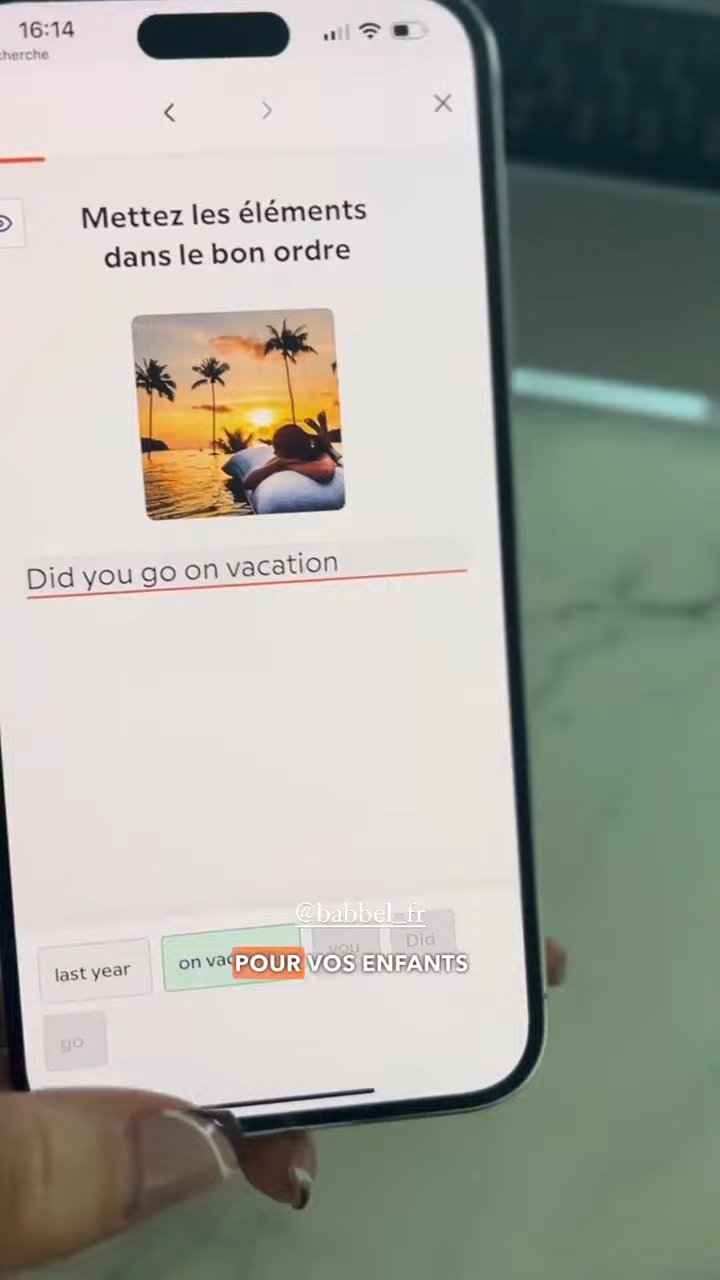 16:14
cherche
Mettez les éléments
dans le bon ordre
Did you go on vacation
@babbel_fr
last year
on vac
you
Did
POUR VOS ENFANTS
go